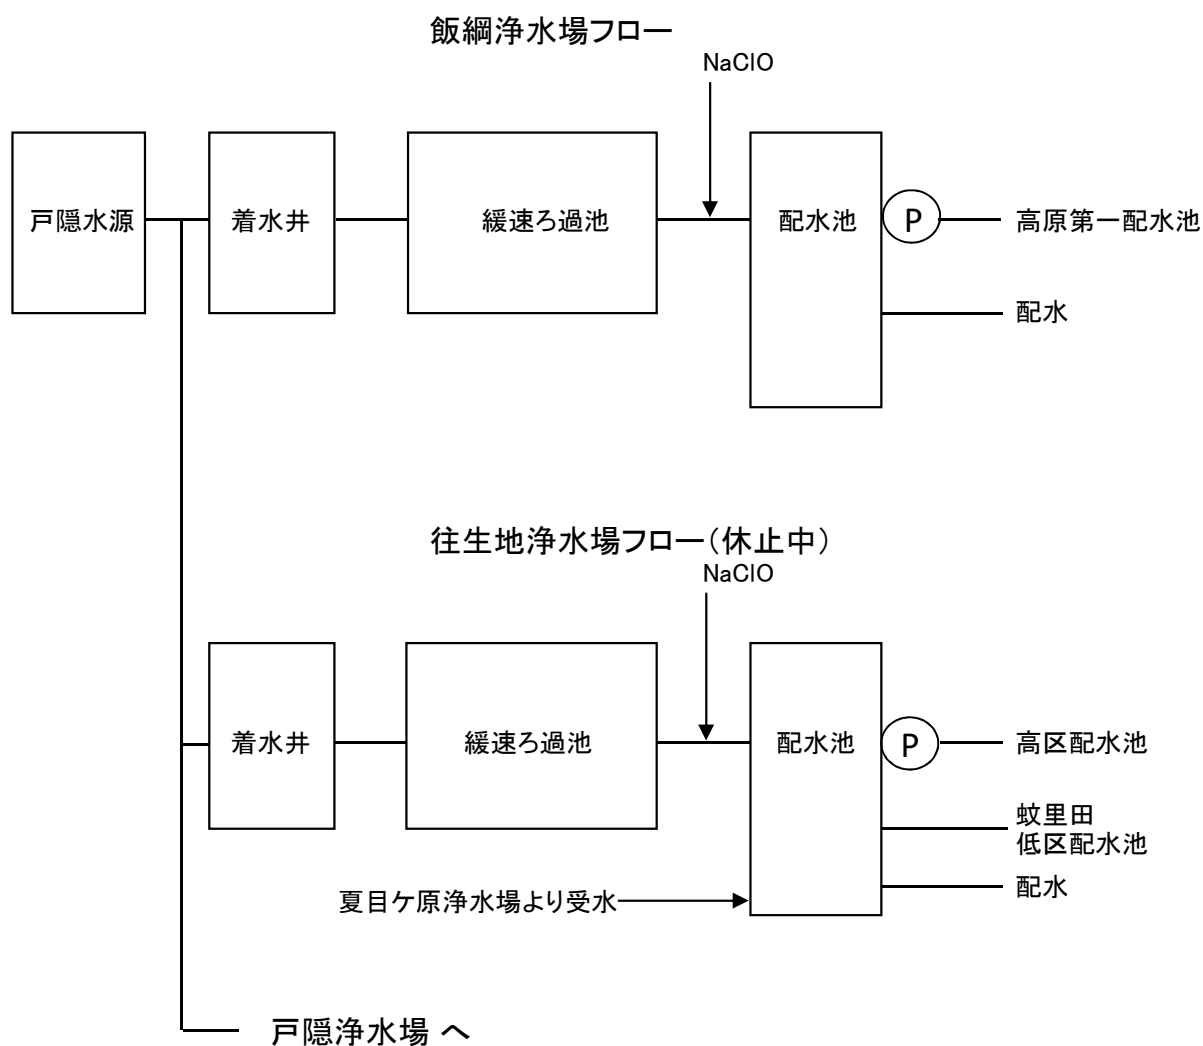 飯綱浄水場フロー
NaClO
戸隠水源
着水井
緩速ろ過池
配水池
P
高原第一配水池
配水
往生地浄水場フロー（休止中）
NaClO
着水井
緩速ろ過池
配水池
P
高区配水池
蚊里田
低区配水池
配水
夏目ケ原浄水場より受水
戸隠浄水場 へ